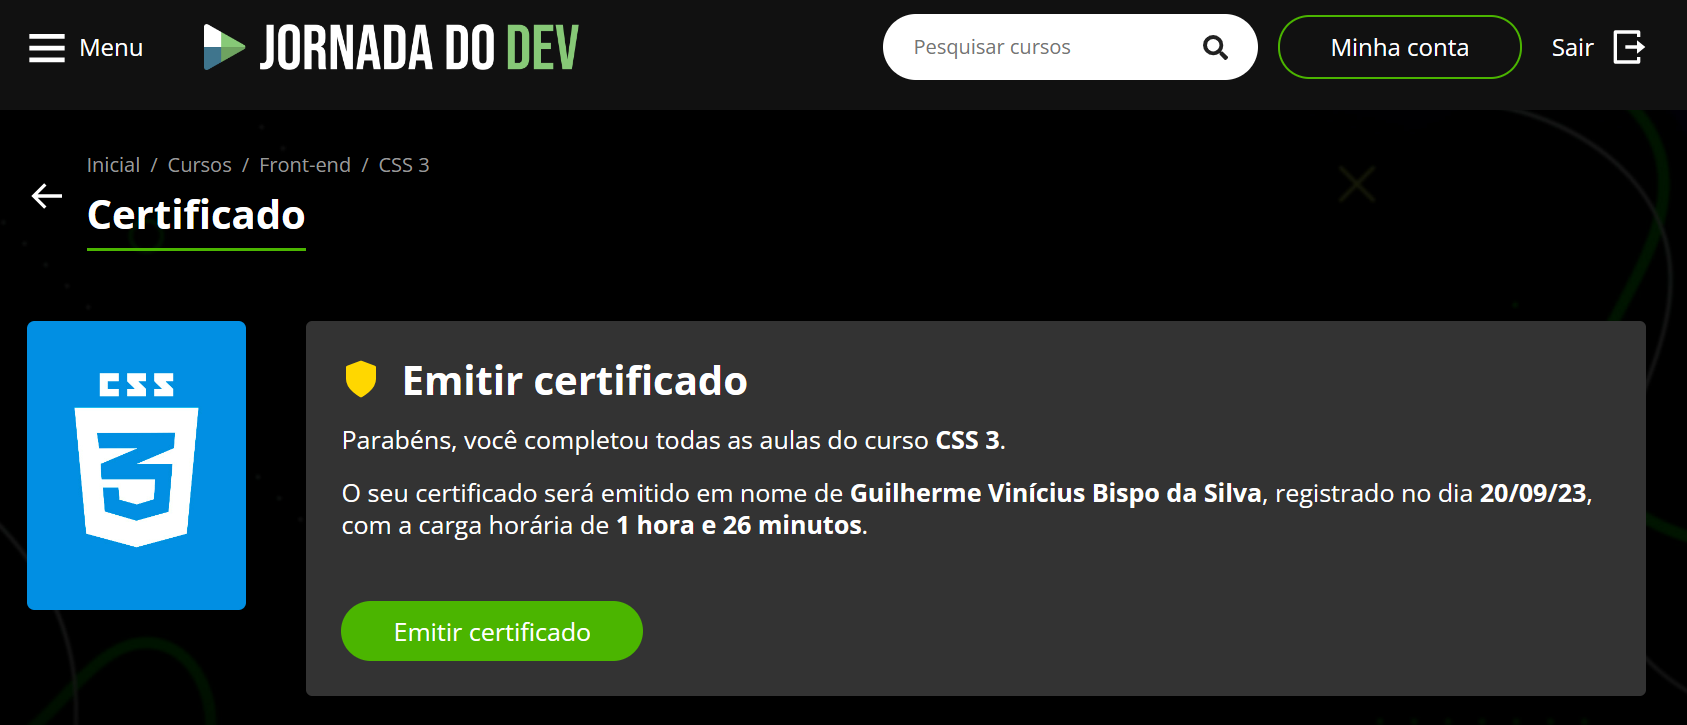 Menu
JORNADA DO DEV
Pesquisar cursos
Minha conta
Sair
Inicial / Cursos / Front-end / CSS 3
Certificado
CSS
3
Emitir certificado
Parabéns, você completou todas as aulas do curso CSS 3.
O seu certificado será emitido em nome de Guilherme Vinícius Bispo da Silva, registrado no dia 20/09/23,
com a carga horária de 1 hora e 26 minutos.
Emitir certificado